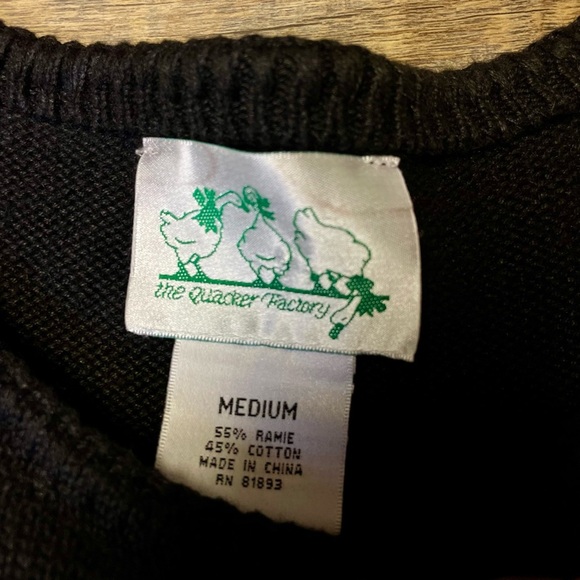 the Quacker Factory
MEDIUM
55% RAMIE
45% COTTON
MADE IN CHINA
RN 81893